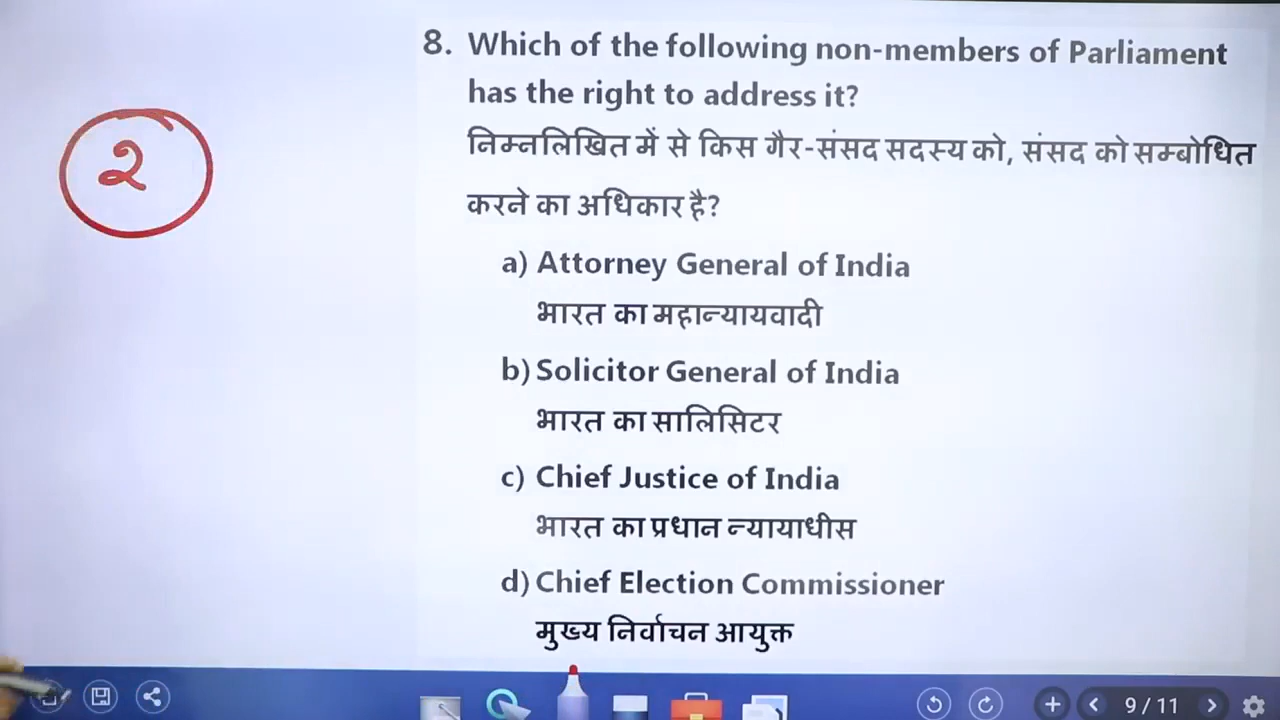 8. Which of the following non-members of Parliament
has the right to address it?
निम्नलिखित में से किस गैर-संसद सदस्य को, संसद को सम्बोधित
करने का अधिकार है?
2
a) Attorney General of India
भारत का महान्यायवादी
b) Solicitor General of India
भारत का सालिसिटर
c) Chief Justice of India
भारत का प्रधान न्यायाधीस
d) Chief Election Commissioner
मुख्य निर्वाचन आयुक्त
9 / 11